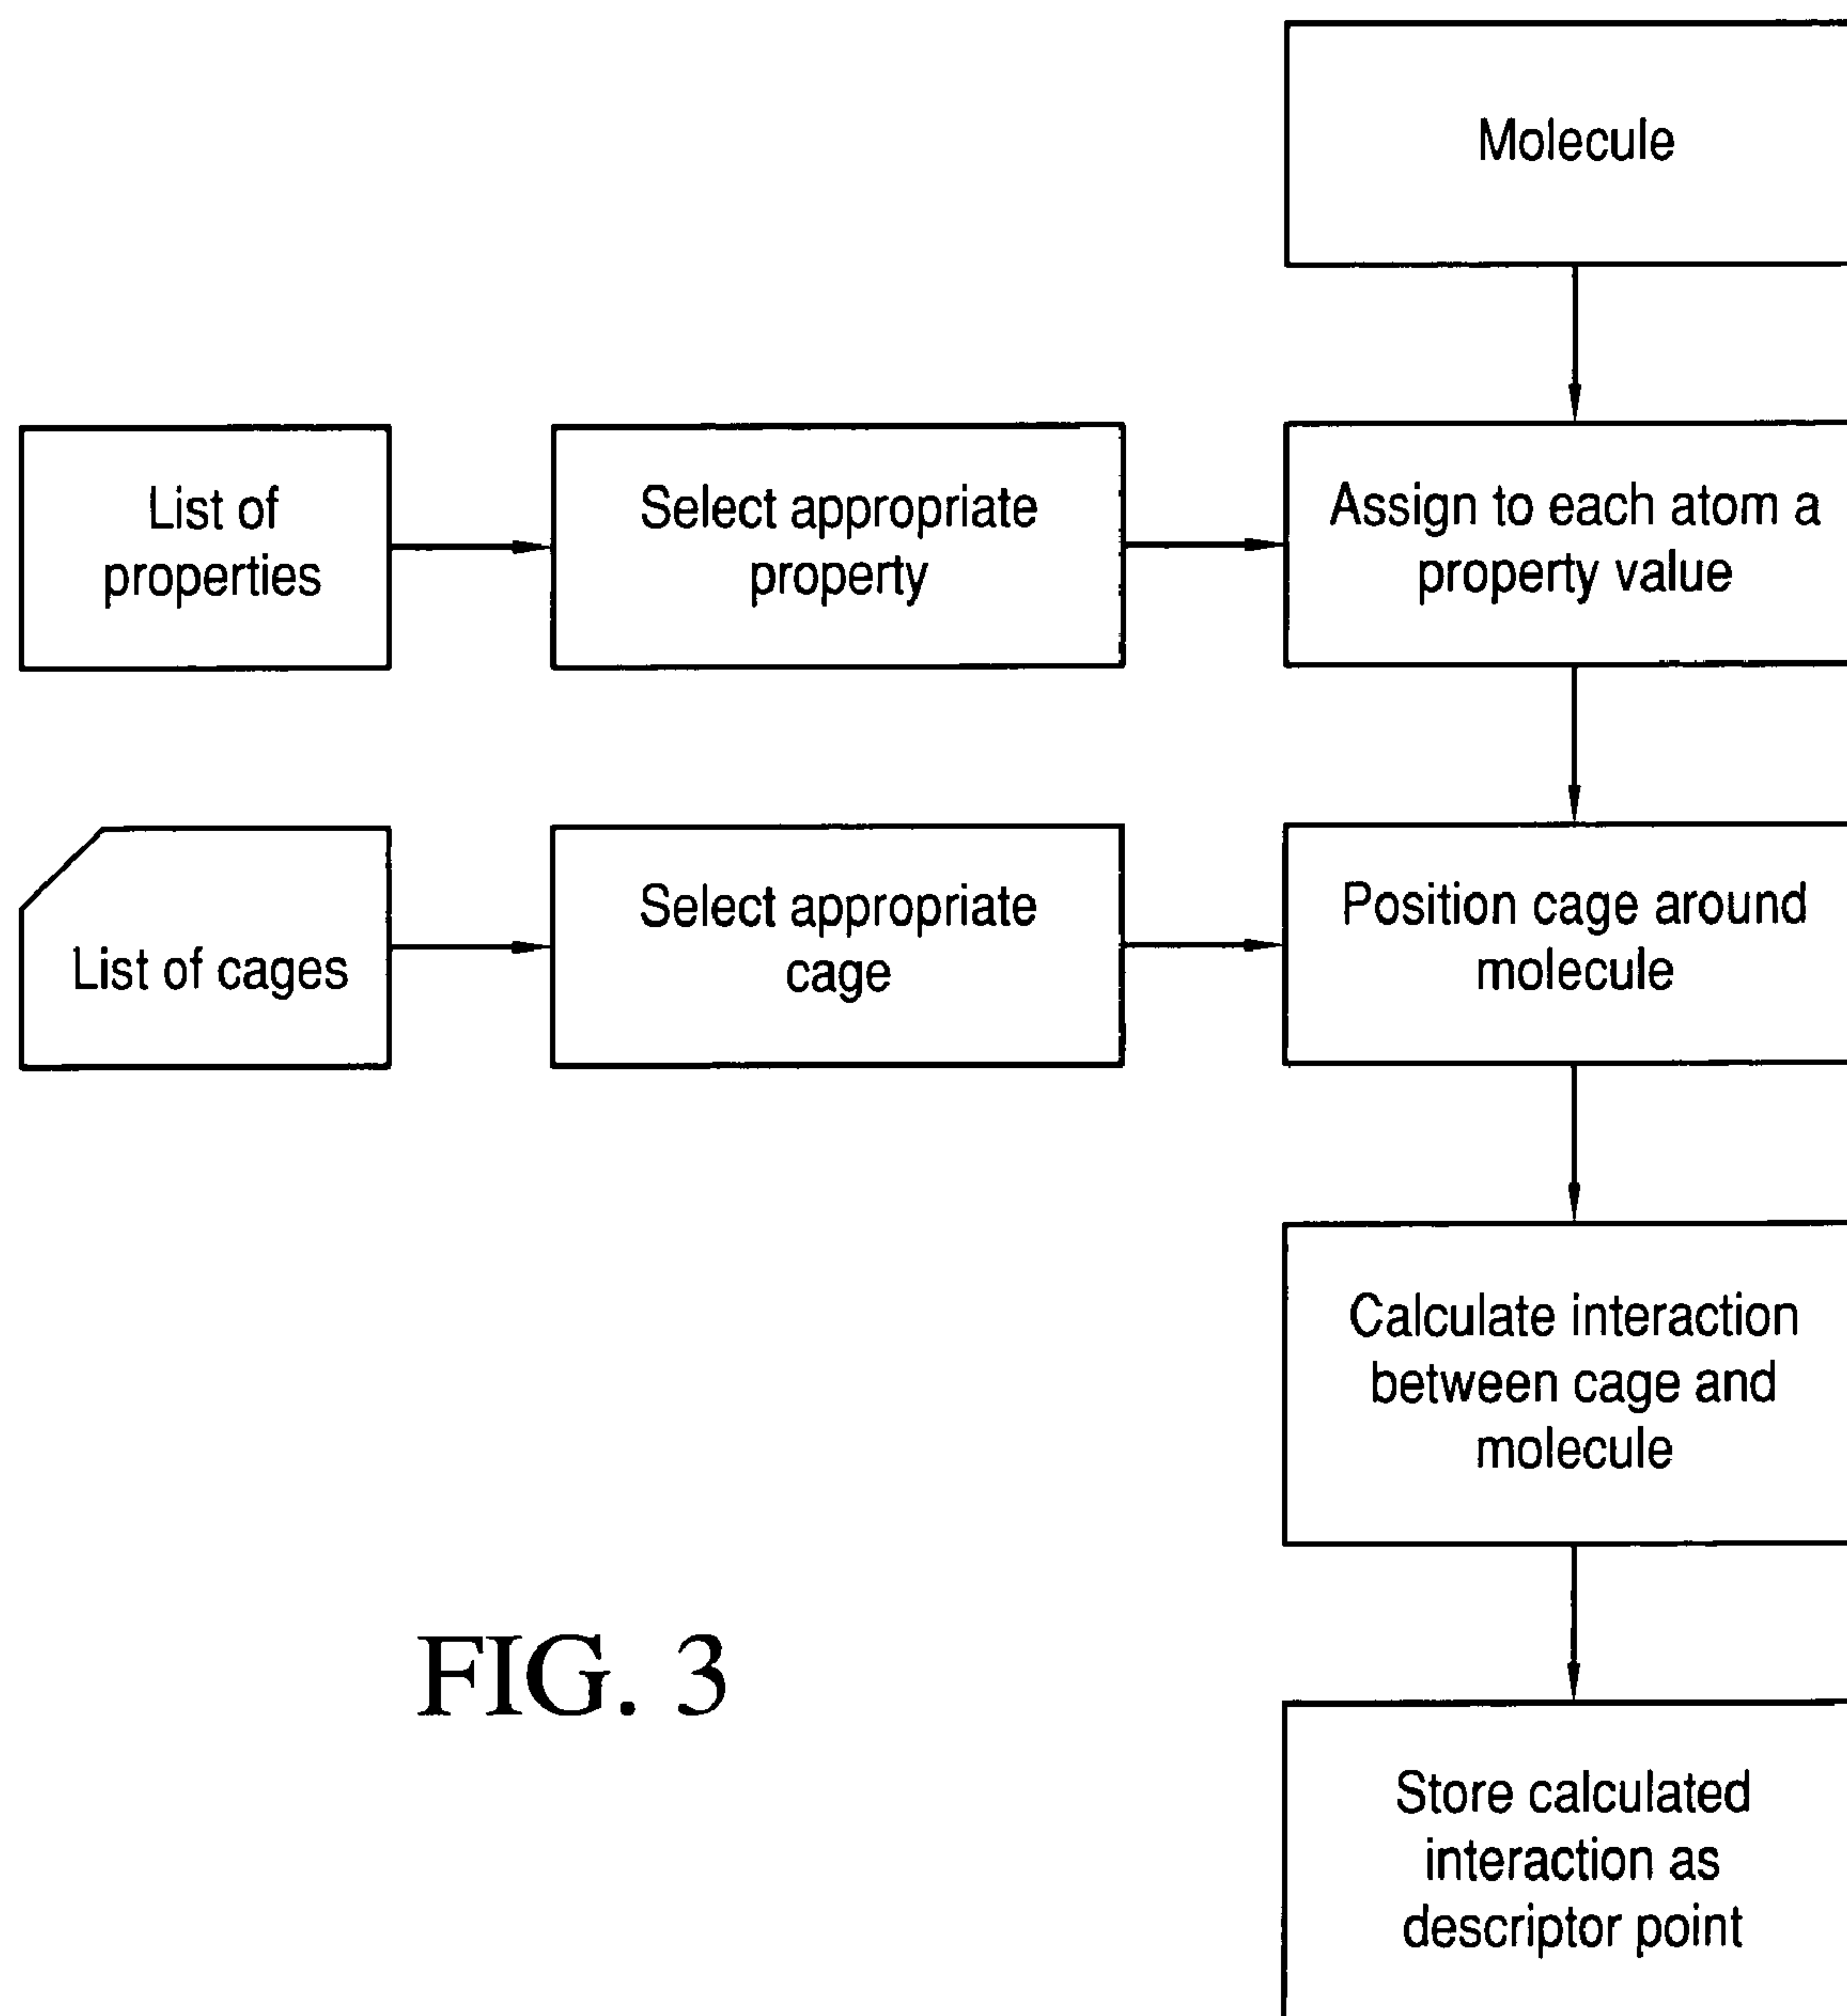 Molecule
List of
properties
Select appropriate
property
Assign to each atom a
property value
List of cages
Select appropriate
cage
Position cage around
molecule
Calculate interaction
between cage and
molecule
FIG. 3
Store calculated
interaction as
descriptor point